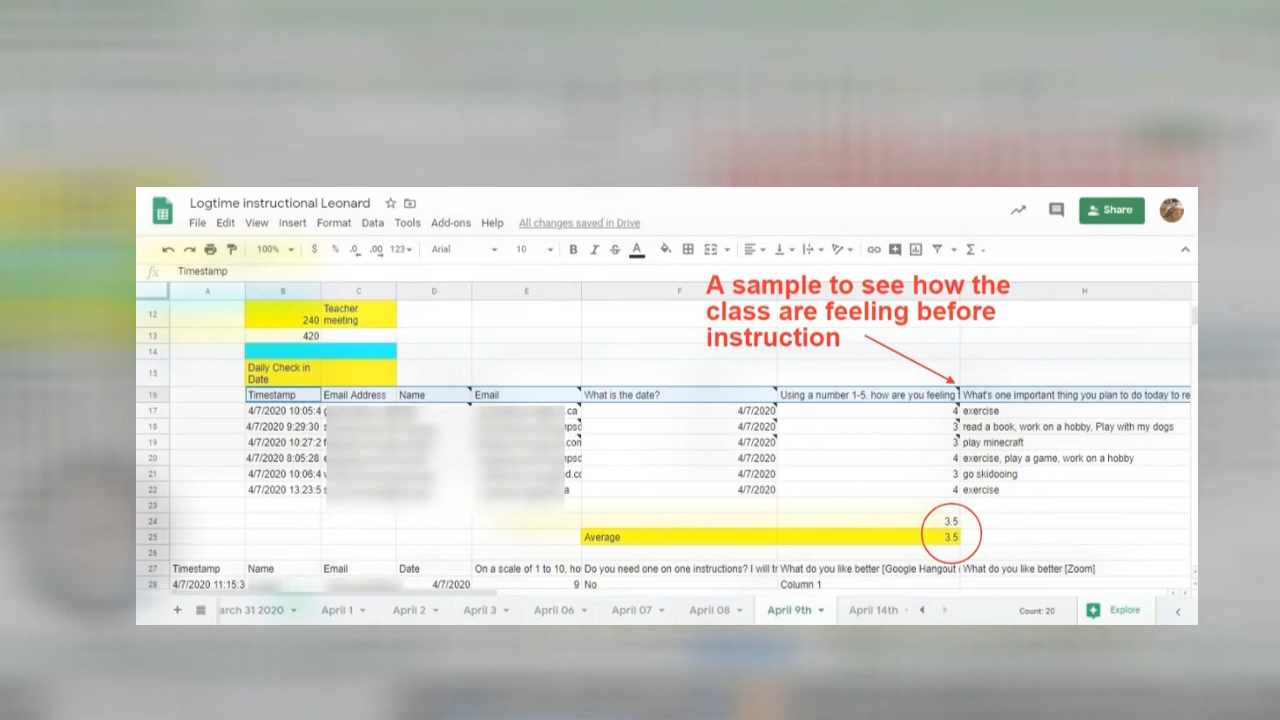 Logtime instructional Leonard
File Edit View Insert Format Data Tools Add-ons Help All changes saved in Drive
Share
100% $ % .0 .00 123 Arial 10 B I S A Σ
fx Timestamp
A sample to see how the
class are feeling before
instruction
A B C D E F H
12 240 Teacher meeting
13 420
14
15 Daily Check in Date
16 Timestamp Email Address Name Email What is the date? Using a number 1-5. how are you feeling What's one important thing you plan to do today to re
17 4/7/2020 10:05:4 .ca 4/7/2020 4 exercise
18 4/7/2020 9:29:30 s 4/7/2020 3 read a book, work on a hobby, Play with my dogs
19 4/7/2020 10:27:2 .con 4/7/2020 3 play minecraft
20 4/7/2020 8:05:28 4/7/2020 4 exercise, play a game, work on a hobby
21 4/7/2020 10:06:4 d.cc 4/7/2020 3 go skidooing
22 4/7/2020 13:23:5 s a 4/7/2020 4 exercise
23
24 3.5
25 Average 3.5
26
27 Timestamp Name Email Date On a scale of 1 to 10, ho Do you need one on one instructions? I will tr What do you like better [Google Hangout What do you like better [Zoom]
28 4/7/2020 11:15:3 4/7/2020 9 No Column 1
+ arch 31 2020 April 1 April 2 April 3 April 06 April 07 April 08 April 9th April 14th Count: 20 Explore